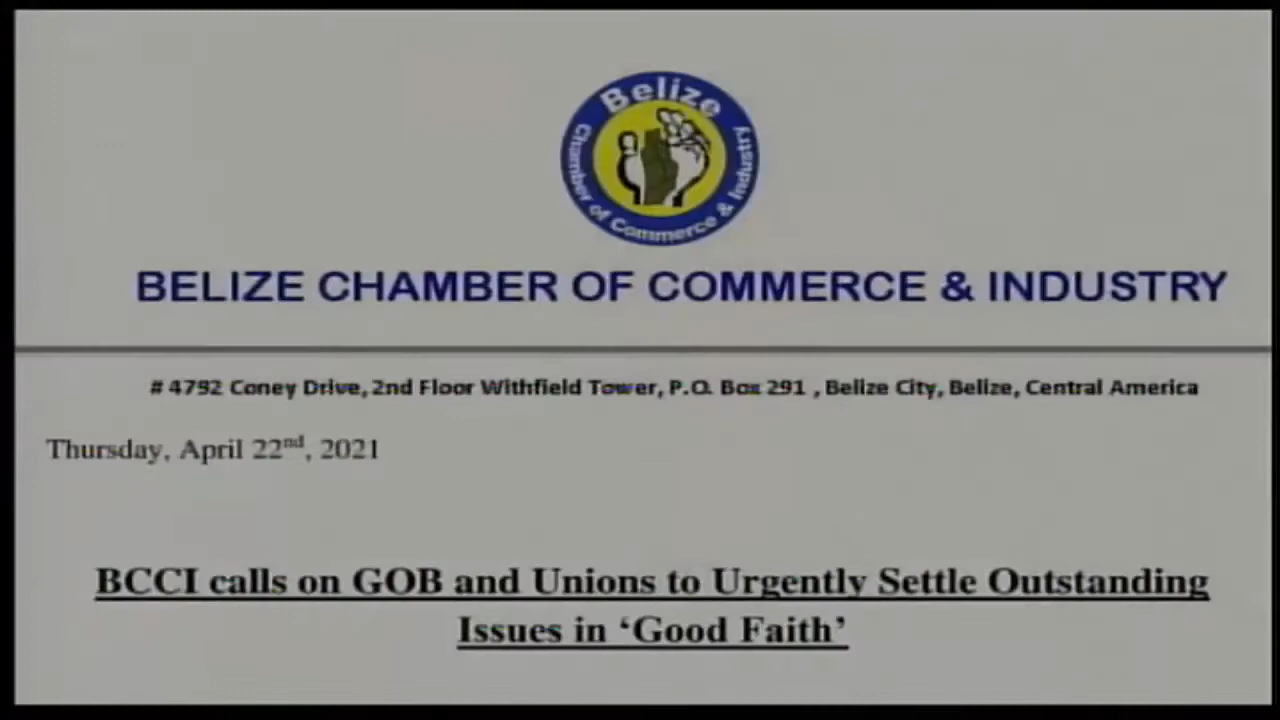 Belize
Chamber of Commerce & Industry
BELIZE CHAMBER OF COMMERCE & INDUSTRY
# 4792 Coney Drive, 2nd Floor Withfield Tower, P.O. Box 291 , Belize City, Belize, Central America
Thursday, April 22nd, 2021
BCCI calls on GOB and Unions to Urgently Settle Outstanding
Issues in ‘Good Faith’